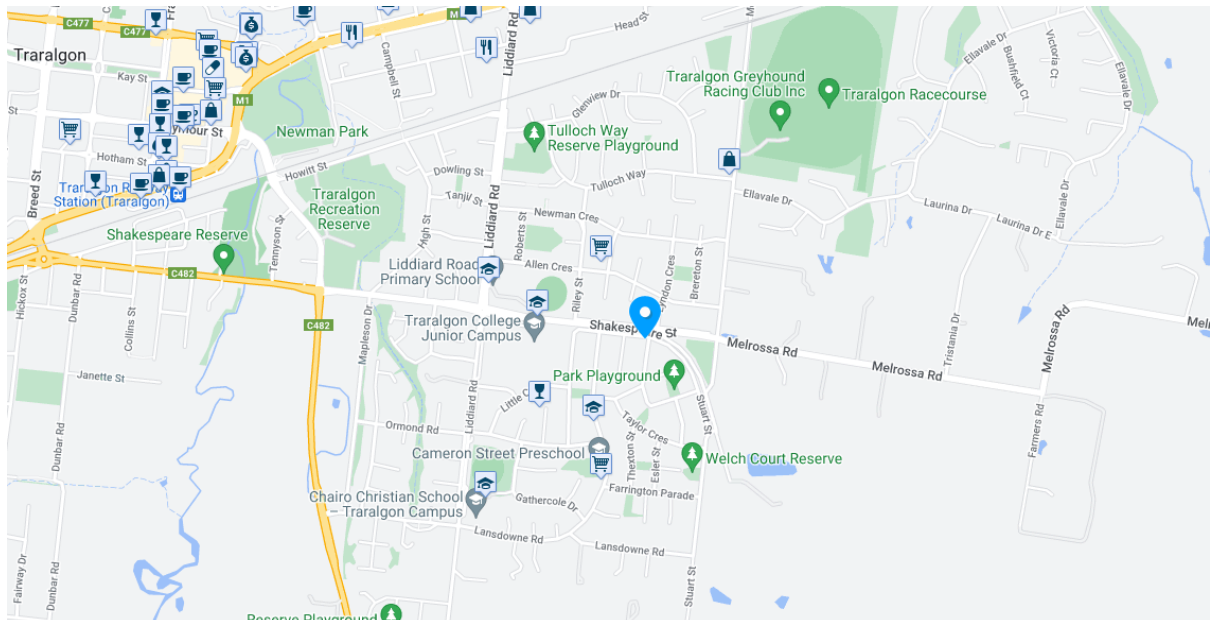 C477
C477
Traralgon
Kay St
M1
Hotham St
Traralgon Railway
Station (Traralgon)
Breed St
Newman Park
Howitt St
Campbell St
Liddiard Rd
Head St
Glenview Dr
Tulloch Way
Reserve Playground
Traralgon Greyhound
Racing Club Inc
Traralgon Racecourse
Ellavale Dr
Bushfield Ct
Victoria Ct
Ellavale Dr
Dowling St
Tanjil St
Liddiard Rd
Tulloch Way
Ellavale Dr
Laurina Dr
Laurina Dr E
Ellavale Dr
Traralgon
Recreation
Reserve
Tennyson St
High St
Roberts St
Newman Cres
Shakespeare Reserve
C482
Liddiard Road
Primary School
Allen Cres
Riley St
Brereton St
Hickox St
Dunbar Rd
Collins St
C482
Mapleson Dr
Traralgon College
Junior Campus
Shakespeare St
Melrossa Rd
Melrossa Rd
Tristania Dr
Melrossa Rd
Janette St
Park Playground
Stuart St
Liddiard Rd
Ormond Rd
Taylor Cres
Cameron Street Preschool
Thexton St
Esler St
Welch Court Reserve
Farmers Rd
Dunbar Rd
Chairo Christian School
– Traralgon Campus
Gathercole Dr
Farrington Parade
Lansdowne Rd
Lansdowne Rd
Fairway Dr
Dunbar Rd
Stuart St
Reserve Playground